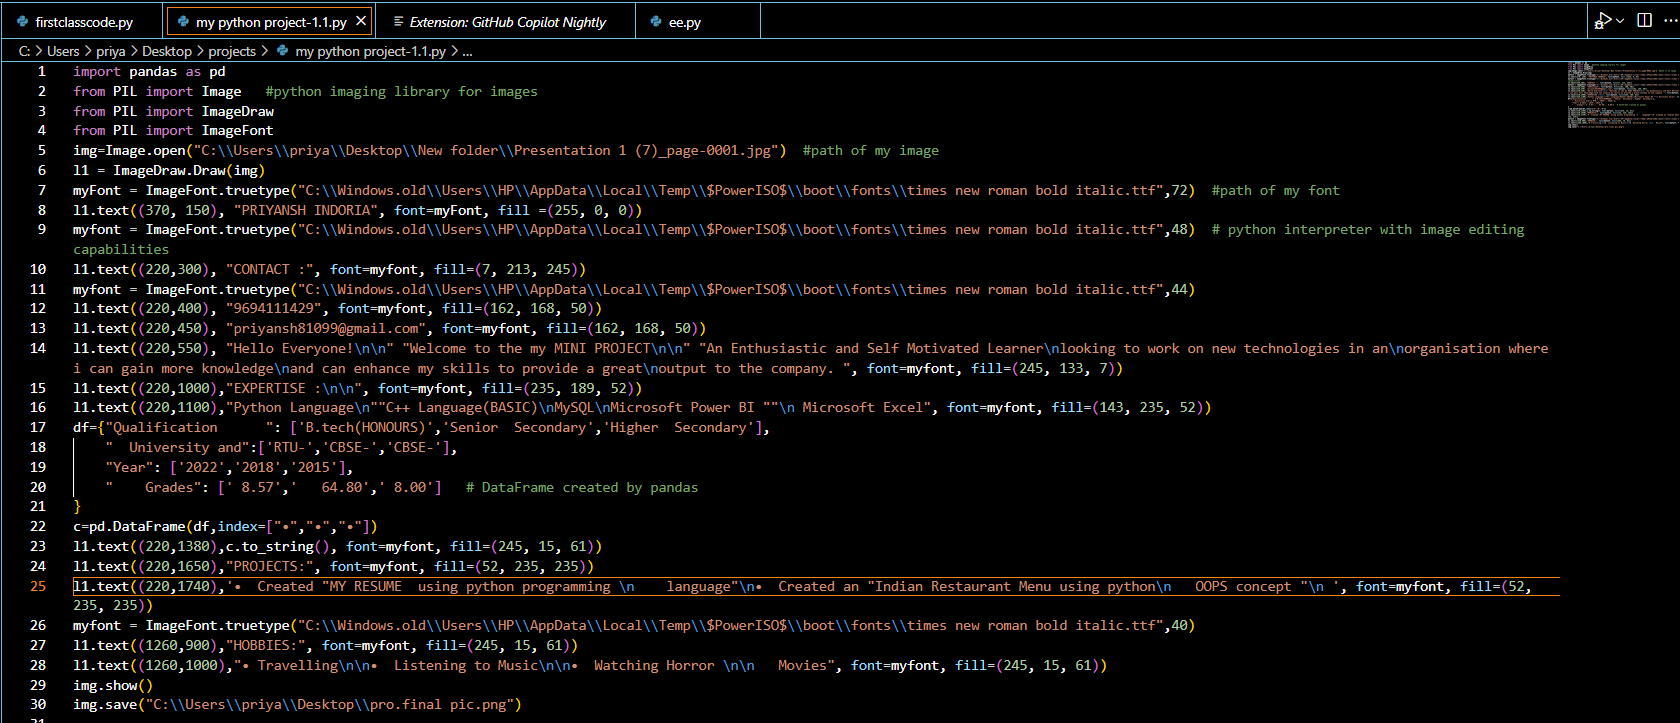 firstclasscode.py
my python project-1.1.py
Extension: GitHub Copilot Nightly
ee.py
C: > Users > priya > Desktop > projects > my python project-1.1.py > ...
1 import pandas as pd
2 from PIL import Image   #python imaging library for images
3 from PIL import ImageDraw
4 from PIL import ImageFont
5 img=Image.open("C:\\Users\\priya\\Desktop\\New folder\\Presentation 1 (7)_page-0001.jpg")  #path of my image
6 l1 = ImageDraw.Draw(img)
7 myFont = ImageFont.truetype("C:\\Windows.old\\Users\\HP\\AppData\\Local\\Temp\\$PowerISO$\\boot\\fonts\\times new roman bold italic.ttf",72)  #path of my font
8 l1.text((370, 150), "PRIYANSH INDORIA", font=myFont, fill =(255, 0, 0))
9 myfont = ImageFont.truetype("C:\\Windows.old\\Users\\HP\\AppData\\Local\\Temp\\$PowerISO$\\boot\\fonts\\times new roman bold italic.ttf",48)  # python interpreter with image editing
capabilities
10 l1.text((220,300), "CONTACT :", font=myfont, fill=(7, 213, 245))
11 myfont = ImageFont.truetype("C:\\Windows.old\\Users\\HP\\AppData\\Local\\Temp\\$PowerISO$\\boot\\fonts\\times new roman bold italic.ttf",44)
12 l1.text((220,400), "9694111429", font=myfont, fill=(162, 168, 50))
13 l1.text((220,450), "priyansh81099@gmail.com", font=myfont, fill=(162, 168, 50))
14 l1.text((220,550), "Hello Everyone!\n\n" "Welcome to the my MINI PROJECT\n\n" "An Enthusiastic and Self Motivated Learner\nlooking to work on new technologies in an\norganisation where
i can gain more knowledge\nand can enhance my skills to provide a great\noutput to the company. ", font=myfont, fill=(245, 133, 7))
15 l1.text((220,1000),"EXPERTISE :\n\n", font=myfont, fill=(235, 189, 52))
16 l1.text((220,1100),"Python Language\n""C++ Language(BASIC)\nMySQL\nMicrosoft Power BI ""\n Microsoft Excel", font=myfont, fill=(143, 235, 52))
17 df={"Qualification      ": ['B.tech(HONOURS)','Senior  Secondary','Higher  Secondary'],
18     "  University and":['RTU-','CBSE-','CBSE-'],
19     "Year": ['2022','2018','2015'],
20     "    Grades": [' 8.57','   64.80',' 8.00']   # DataFrame created by pandas
21 }
22 c=pd.DataFrame(df,index=["•","•","•"])
23 l1.text((220,1380),c.to_string(), font=myfont, fill=(245, 15, 61))
24 l1.text((220,1650),"PROJECTS:", font=myfont, fill=(52, 235, 235))
25 l1.text((220,1740),'•  Created "MY RESUME  using python programming \n    language"\n•  Created an "Indian Restaurant Menu using python\n   OOPS concept "\n ', font=myfont, fill=(52,
235, 235))
26 myfont = ImageFont.truetype("C:\\Windows.old\\Users\\HP\\AppData\\Local\\Temp\\$PowerISO$\\boot\\fonts\\times new roman bold italic.ttf",40)
27 l1.text((1260,900),"HOBBIES:", font=myfont, fill=(245, 15, 61))
28 l1.text((1260,1000),"• Travelling\n\n•  Listening to Music\n\n•  Watching Horror \n\n   Movies", font=myfont, fill=(245, 15, 61))
29 img.show()
30 img.save("C:\\Users\\priya\\Desktop\\pro.final pic.png")